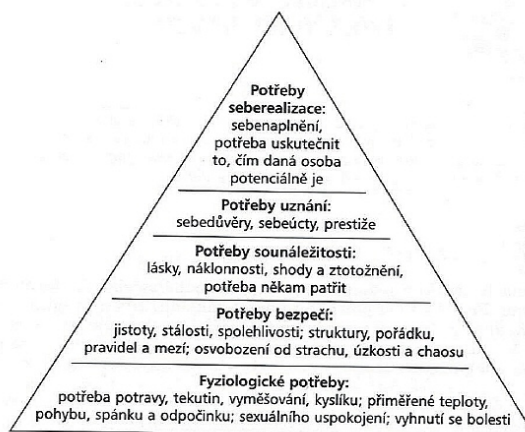 Potřeby
seberealizace:
sebenaplnění,
potřeba uskutečnit
to, čím daná osoba
potenciálně je
Potřeby uznání:
sebedůvěry, sebeúcty, prestiže
Potřeby sounáležitosti:
lásky, náklonnosti, shody a ztotožnění,
potřeba někam patřit
Potřeby bezpečí:
jistoty, stálosti, spolehlivosti; struktury, pořádku,
pravidel a mezí; osvobození od strachu, úzkosti a chaosu
Fyziologické potřeby:
potřeba potravy, tekutin, vyměšování, kyslíku; přiměřené teploty,
pohybu, spánku a odpočinku; sexuálního uspokojení; vyhnutí se bolesti